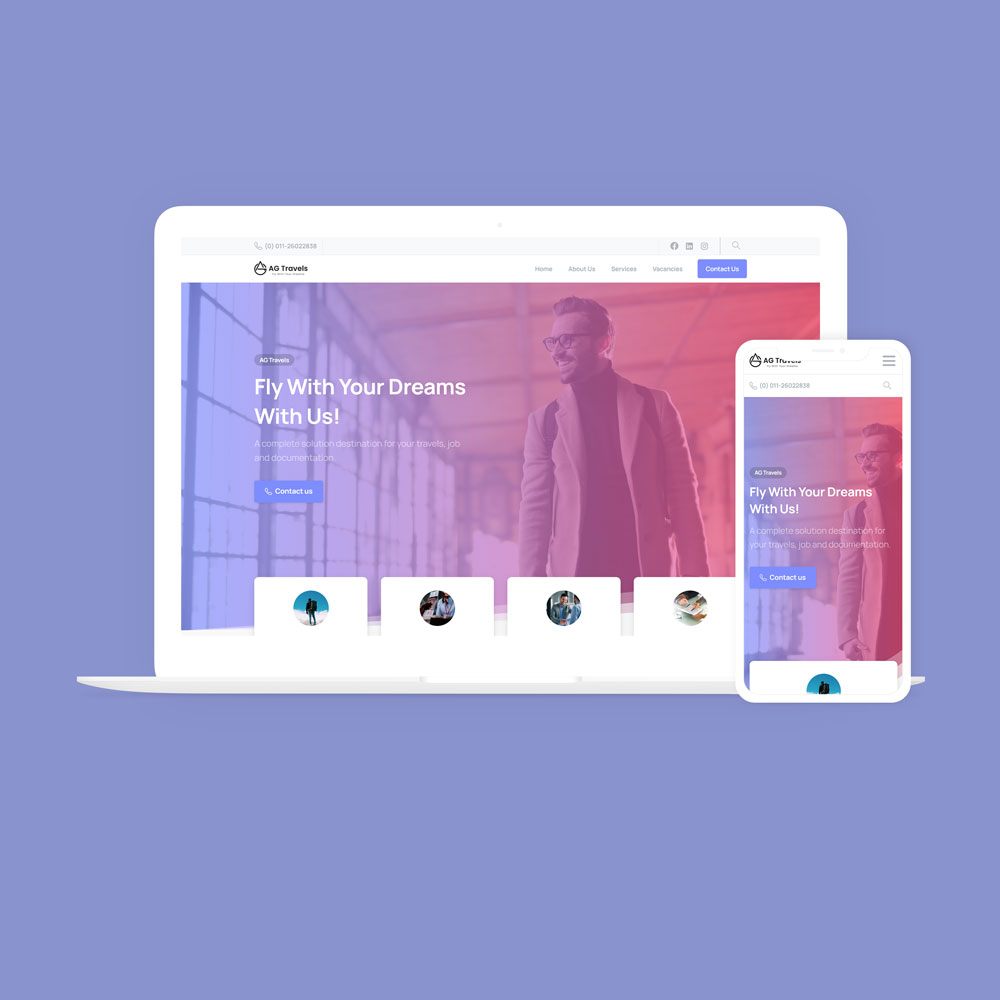 (0) 011-26022838
AG Travels
Fly With Your Dreams
Home
About Us
Services
Vacancies
Contact Us
AG Travels
Fly With Your Dreams
With Us!
A complete solution destination for your travels, job
and documentation.
Contact us
AG Travels
Fly With Your Dreams
(0) 011-26022838
AG Travels
Fly With Your Dreams
With Us!
A complete solution destination for
your travels, job and documentation.
Contact us